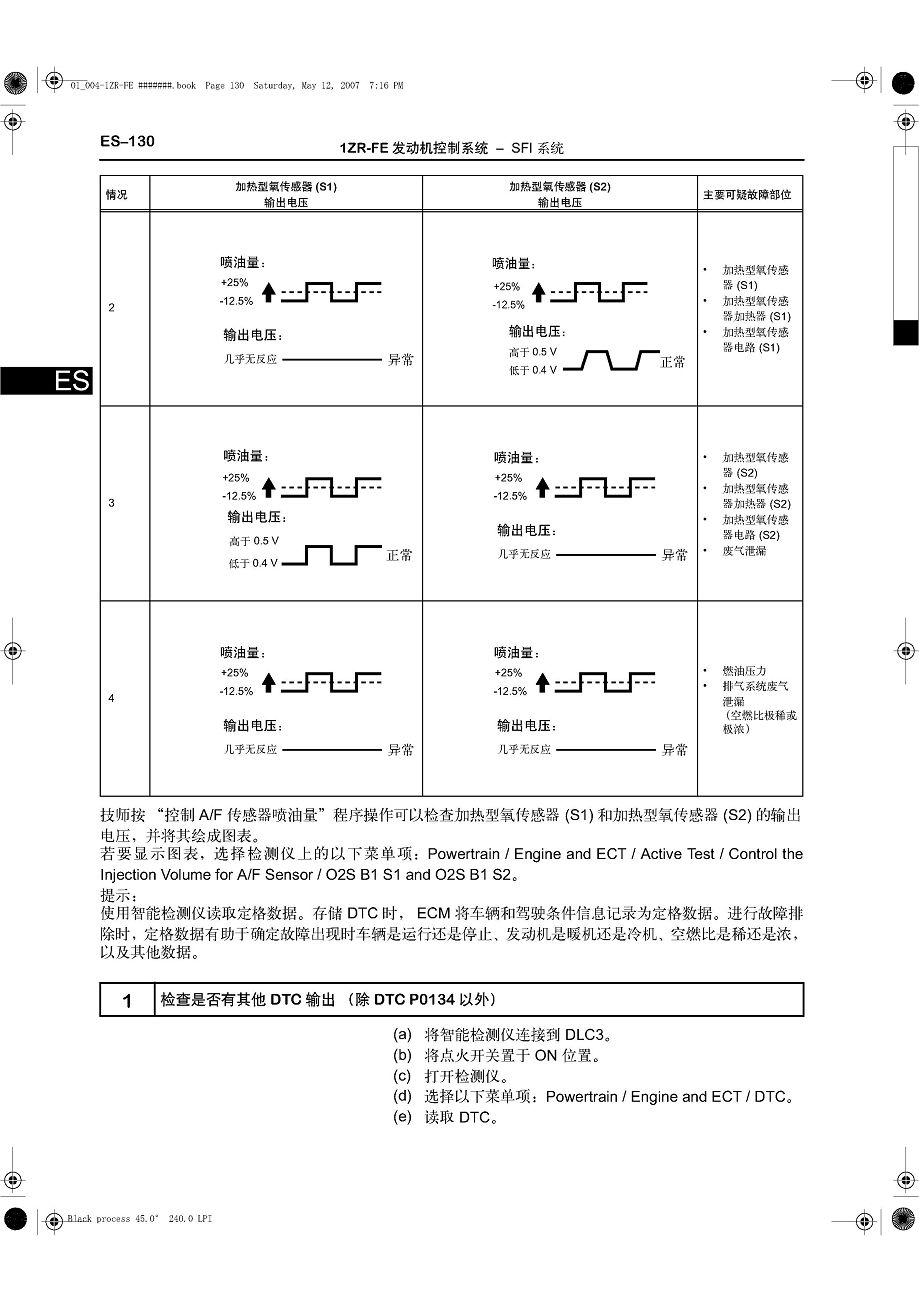 01_004-1ZR-FE #######.book Page 130 Saturday, May 12, 2007 7:16 PM
ES–130
1ZR-FE 发动机控制系统 – SFI 系统
情况
加热型氧传感器 (S1)
输出电压
加热型氧传感器 (S2)
输出电压
主要可疑故障部位
2
喷油量：
+25%
-12.5%
输出电压：
几乎无反应
异常
喷油量：
+25%
-12.5%
输出电压：
高于 0.5 V
低于 0.4 V
正常
• 加热型氧传感
器 (S1)
• 加热型氧传感
器加热器 (S1)
• 加热型氧传感
器电路 (S1)
ES
3
喷油量：
+25%
-12.5%
输出电压：
高于 0.5 V
低于 0.4 V
正常
喷油量：
+25%
-12.5%
输出电压：
几乎无反应
异常
• 加热型氧传感
器 (S2)
• 加热型氧传感
器加热器 (S2)
• 加热型氧传感
器电路 (S2)
• 废气泄漏
4
喷油量：
+25%
-12.5%
输出电压：
几乎无反应
异常
喷油量：
+25%
-12.5%
输出电压：
几乎无反应
异常
• 燃油压力
• 排气系统废气
泄漏
（空燃比极稀或
极浓）
技师按 “控制 A/F 传感器喷油量” 程序操作可以检查加热型氧传感器 (S1) 和加热型氧传感器 (S2) 的输出
电压，并将其绘成图表。
若要显示图表，选择检测仪上的以下菜单项：Powertrain / Engine and ECT / Active Test / Control the
Injection Volume for A/F Sensor / O2S B1 S1 and O2S B1 S2。
提示：
使用智能检测仪读取定格数据。存储 DTC 时， ECM 将车辆和驾驶条件信息记录为定格数据。进行故障排
除时，定格数据有助于确定故障出现时车辆是运行还是停止、发动机是暖机还是冷机、空燃比是稀还是浓，
以及其他数据。
1
检查是否有其他 DTC 输出 （除 DTC P0134 以外）
(a) 将智能检测仪连接到 DLC3。
(b) 将点火开关置于 ON 位置。
(c) 打开检测仪。
(d) 选择以下菜单项：Powertrain / Engine and ECT / DTC。
(e) 读取 DTC。
Black process 45.0° 240.0 LPI